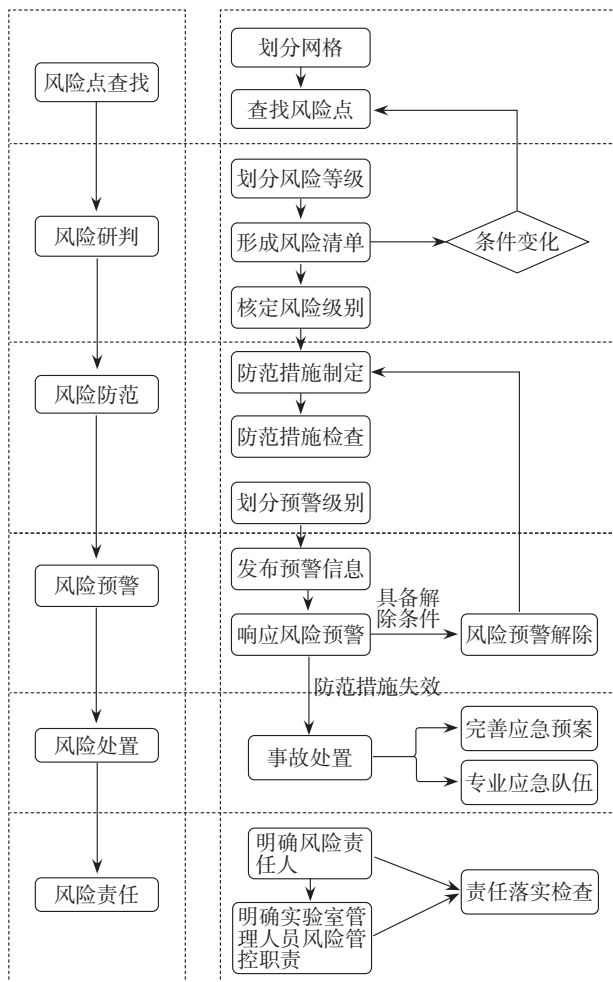 划分网格
风险点查找
查找风险点
划分风险等级
风险研判
形成风险清单
条件变化
核定风险级别
防范措施制定
风险防范
防范措施检查
划分预警级别
发布预警信息
风险预警
具备解
除条件
响应风险预警
风险预警解除
防范措施失效
完善应急预案
风险处置
事故处置
专业应急队伍
明确风险责
任人
风险责任
责任落实检查
明确实验室管
理人员风险管
控职责